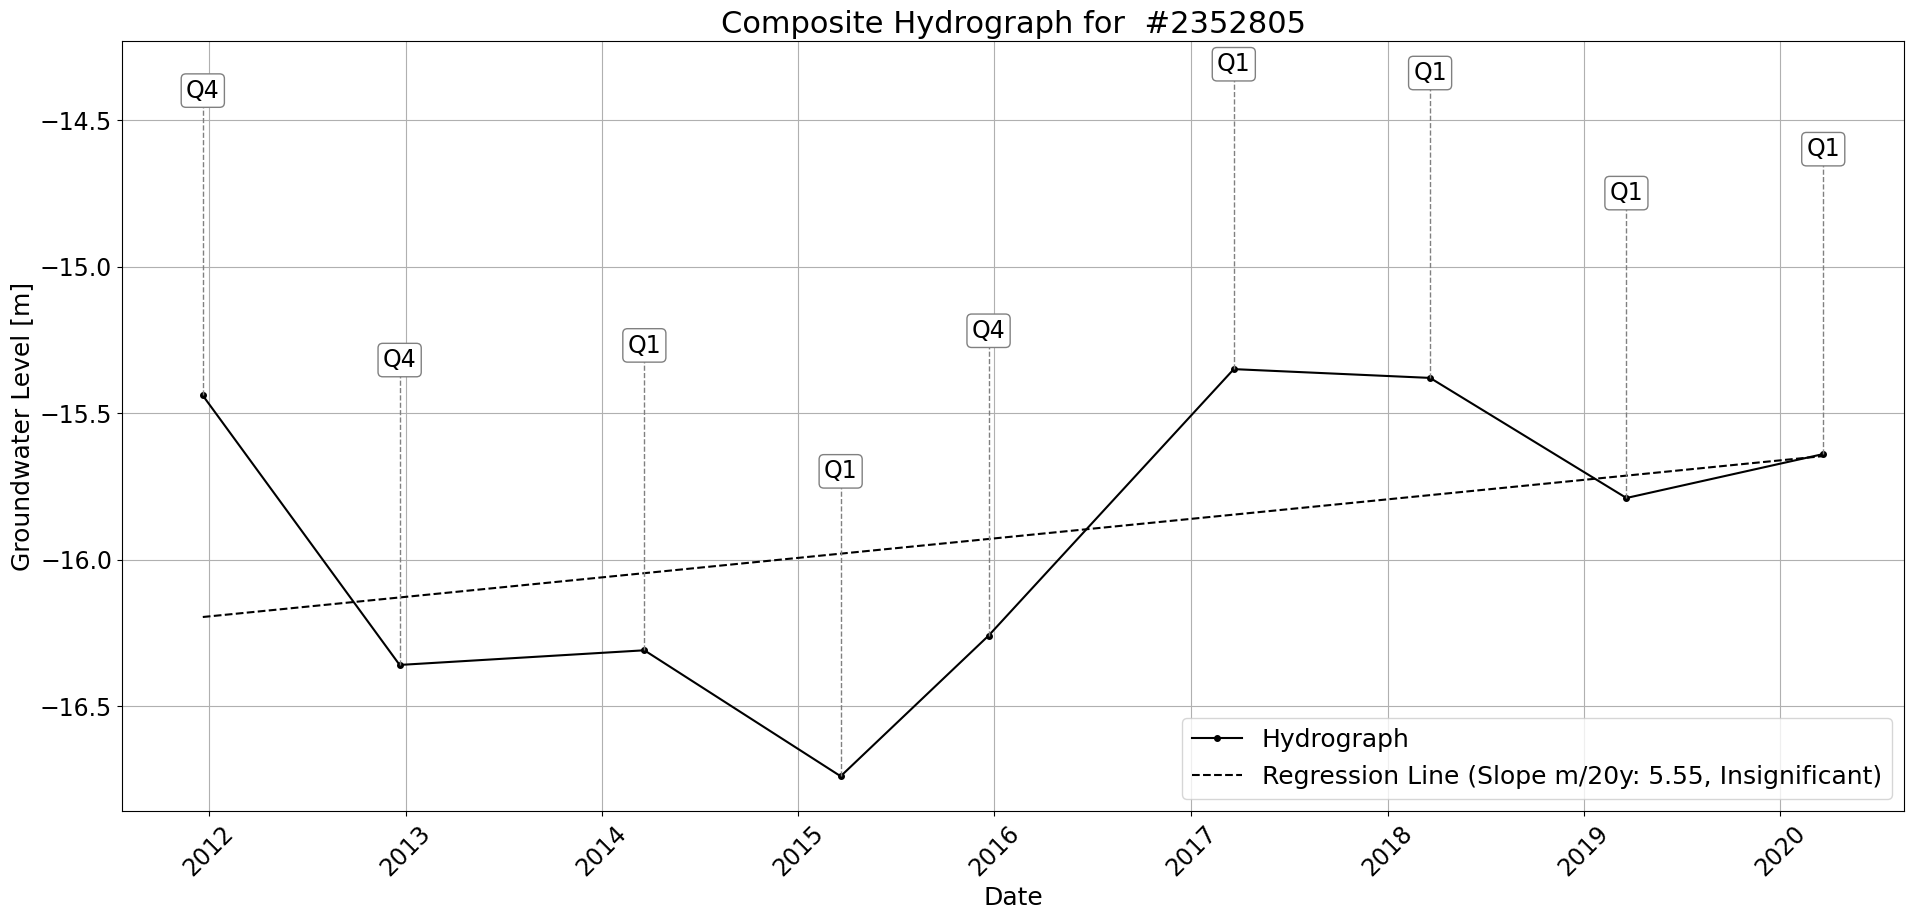 Composite Hydrograph for  #2352805
Q1
Q1
Q4
−14.5
Q1
Q1
−15.0
Q4
Q1
Q4
−15.5
Q1
−16.0
−16.5
Groundwater Level [m]
Hydrograph
Regression Line (Slope m/20y: 5.55, Insignificant)
2012
2013
2014
2015
2016
2017
2018
2019
2020
Date